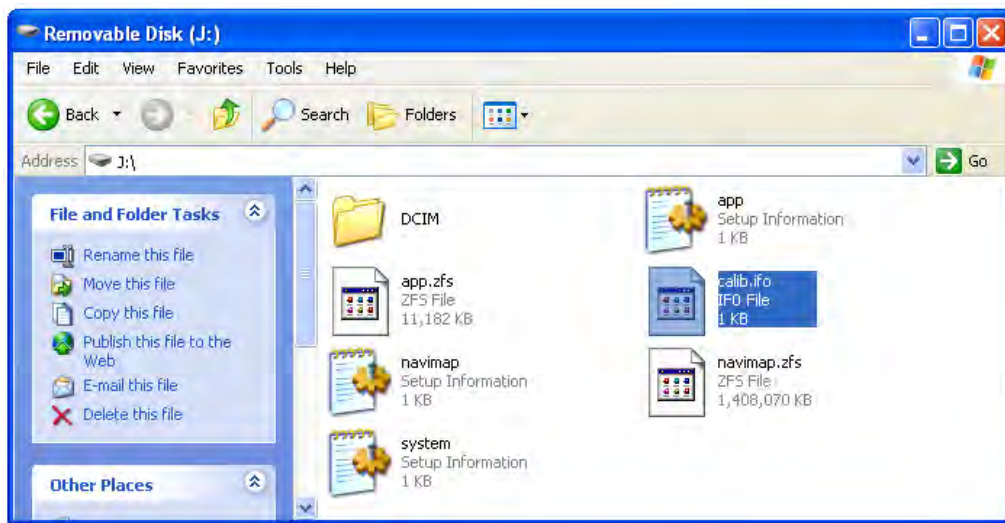 Removable Disk (J:)
File Edit View Favorites Tools Help
Back Search Folders
Address J:\ Go
File and Folder Tasks
Rename this file
Move this file
Copy this file
Publish this file to the
Web
E-mail this file
Delete this file
Other Places
DCIM
app
Setup Information
1 KB
app.zfs
ZFS File
11,182 KB
calib.ifo
IFO File
1 KB
navimap
Setup Information
1 KB
navimap.zfs
ZFS File
1,408,070 KB
system
Setup Information
1 KB